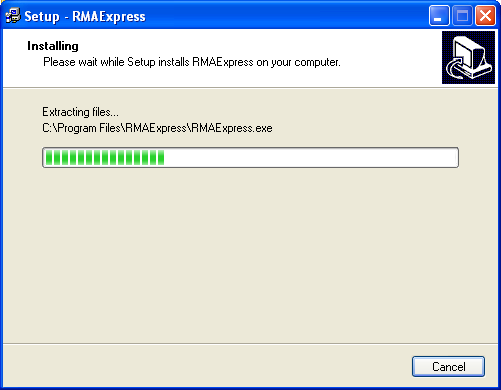 Setup - RMAExpress
Installing
Please wait while Setup installs RMAExpress on your computer.
Extracting files...
C:\Program Files\RMAExpress\RMAExpress.exe
Cancel